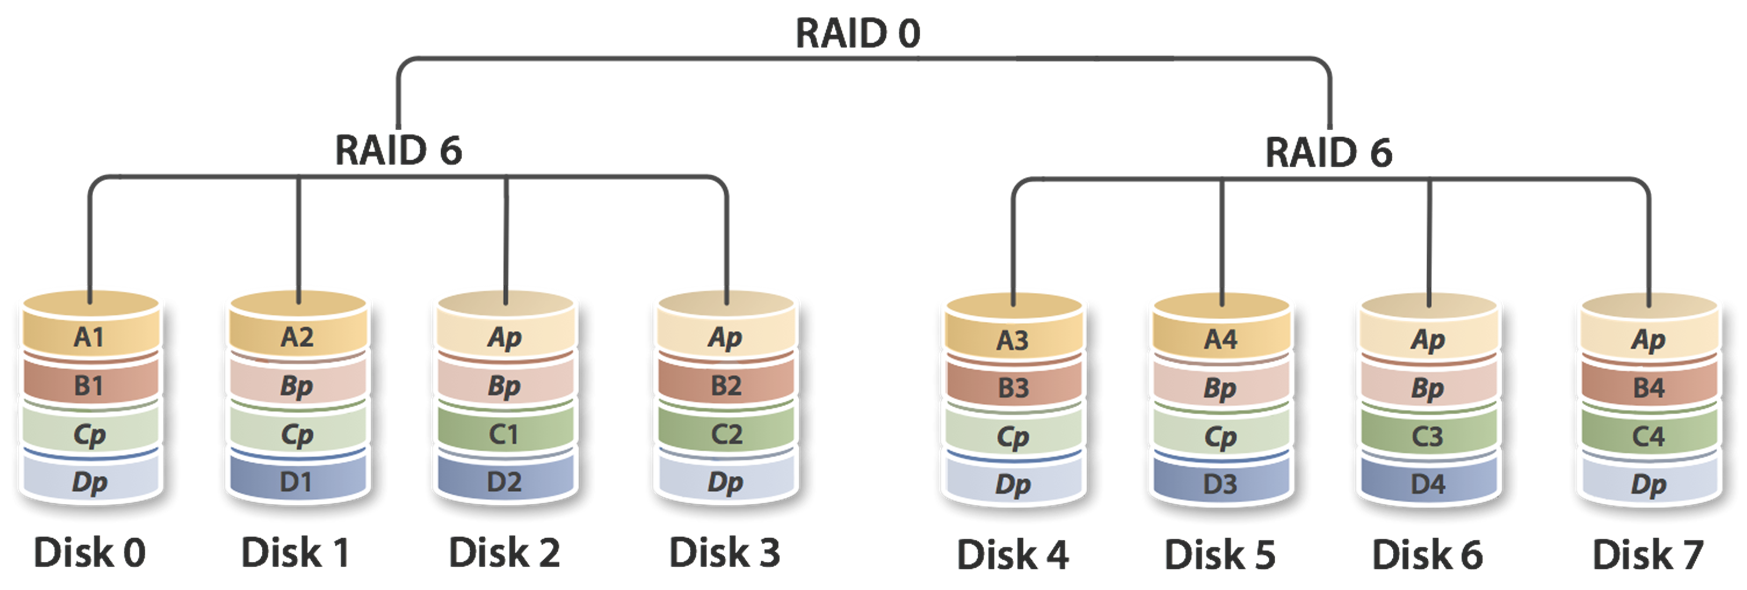 RAID 0
RAID 6 RAID 6
A1 A2 Ap Ap A3 A4 Ap Ap
B1 Bp Bp B2 B3 Bp Bp B4
Cp Cp C1 C2 Cp Cp C3 C4
Dp D1 D2 Dp Dp D3 D4 Dp
Disk 0 Disk 1 Disk 2 Disk 3 Disk 4 Disk 5 Disk 6 Disk 7